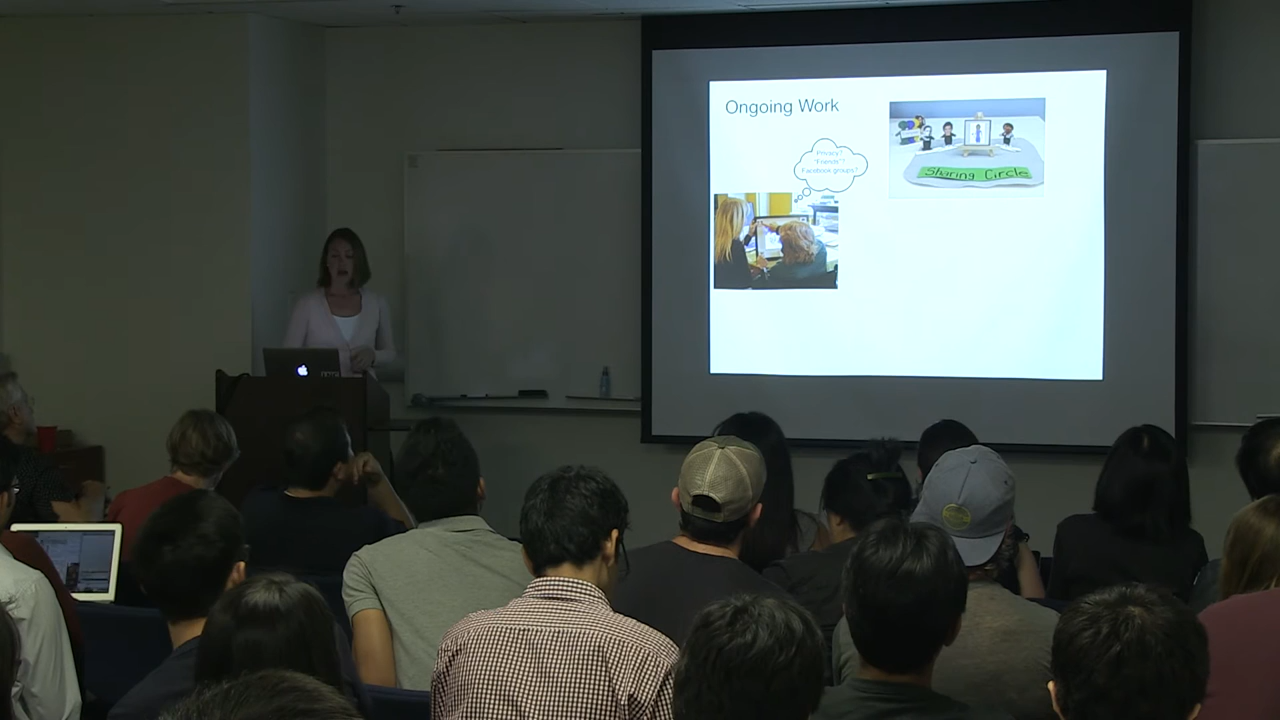 Ongoing Work
Privacy?
"Friends"?
Facebook groups?
Sharing Circle